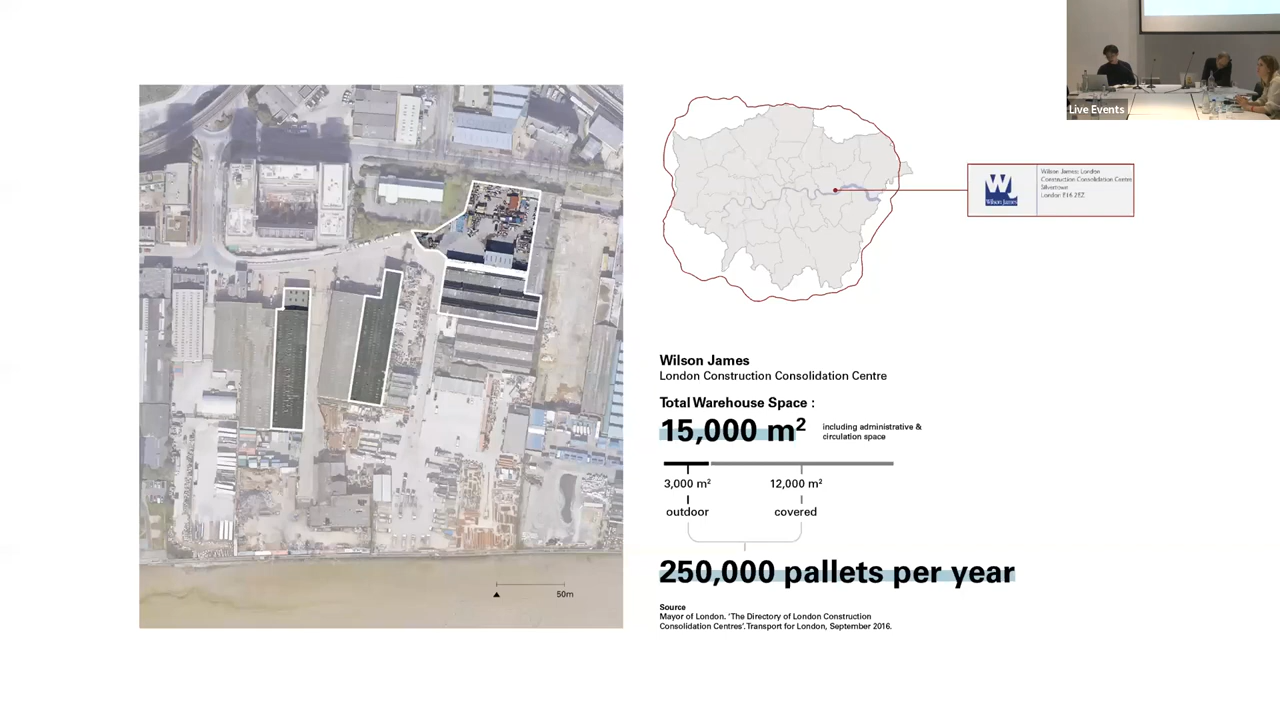 Live Events
Wilson James
Wilson James: London
Construction Consolidation Centre
Silvertown
London E16 2EZ
Wilson James
London Construction Consolidation Centre
Total Warehouse Space :
15,000 m²
including administrative &
circulation space
3,000 m²
12,000 m²
outdoor
covered
250,000 pallets per year
50m
Source
Mayor of London. 'The Directory of London Construction
Consolidation Centres'. Transport for London, September 2016.